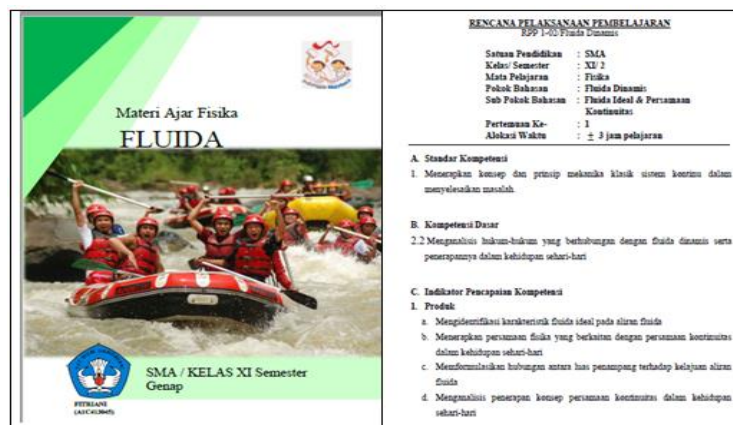 Materi Ajar Fisika
FLUIDA
SMA / KELAS XI Semester
Genap
FITRIANI
(A1C413045)
RENCANA PELAKSANAAN PEMBELAJARAN
RPP 1-02/Fluida Dinamis
Satuan Pendidikan : SMA
Kelas/ Semester : XI/ 2
Mata Pelajaran : Fisika
Pokok Bahasan : Fluida Dinamis
Sub Pokok Bahasan : Fluida Ideal & Persamaan
Kontinuitas
Pertemuan Ke- : 1
Alokasi Waktu : ± 3 jam pelajaran
A. Standar Kompetensi
1. Menerapkan konsep dan prinsip mekanika klasik sistem kontinu dalam
menyelesaikan masalah.
B. Kompetensi Dasar
2.2 Menganalisis hukum-hukum yang berhubungan dengan fluida dinamis serta
penerapannya dalam kehidupan sehari-hari
C. Indikator Pencapaian Kompetensi
1. Produk
a. Mengidentifikasi karakteristik fluida ideal pada aliran fluida
b. Menerapkan persamaan fisika yang berkaitan dengan persamaan kontinuitas
dalam kehidupan sehari-hari
c. Memformulasikan hubungan antara luas penampang terhadap kelajuan aliran
fluida
d. Menganalisis penerapan konsep persamaan kontinuitas dalam kehidupan
sehari-hari